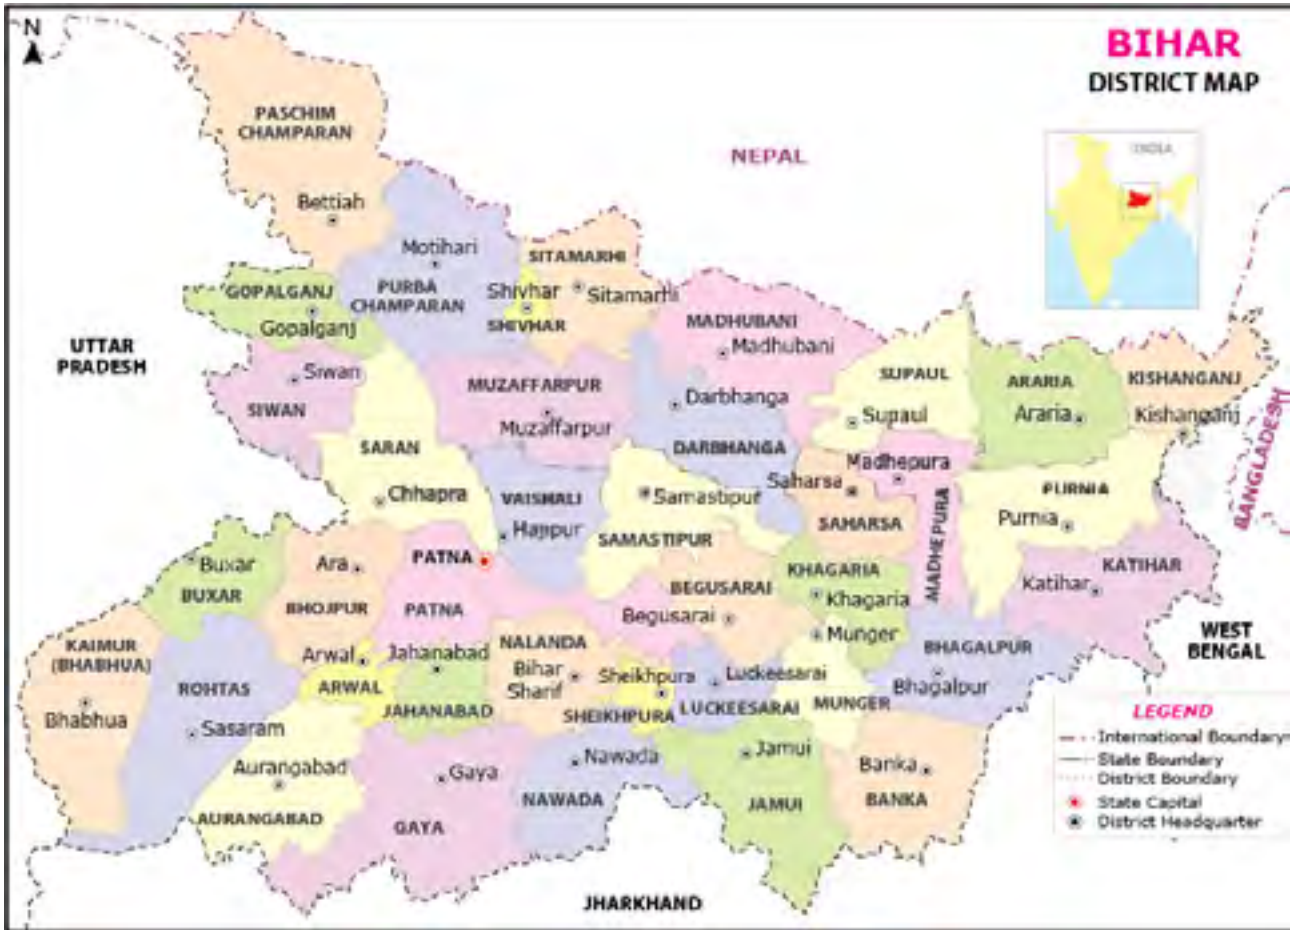 N
BIHAR
DISTRICT MAP
PASCHIM
CHAMPARAN
INDIA
NEPAL
Bettiah
Motihari
SITAMARHI
GOPALGANJ
PURBA
CHAMPARAN
Shivhar
Sitamarhi
Gopalganj
SHIVHAR
MADHUBANI
Madhubani
UTTAR
PRADESH
Siwan
MUZAFFARPUR
SUPAUL
ARARIA
KISHANGANJ
SIWAN
Darbhanga
Supaul
Araria
Kishanganj
Muzaffarpur
SARAN
DARBHANGA
Madhepura
BANGLADESH
Chhapra
VAISHALI
Samastipur
Saharsa
PURNIA
Hajipur
SAMASTIPUR
SAHARSA
Purnia
MADHEPURA
PATNA
Buxar
Ara
KHAGARIA
KATIHAR
BUXAR
BHOJPUR
PATNA
BEGUSARAI
Khagaria
Katihar
Begusarai
KAIMUR
(BHABHUA)
Arwal
Jahanabad
NALANDA
Munger
BHAGALPUR
WEST
BENGAL
ROHTAS
ARWAL
Bihar
Sharif
Sheikhpura
Luckeesarai
Bhagalpur
Bhabhua
JAHANABAD
SHEIKHPURA
LUCKEESARAI
MUNGER
Sasaram
LEGEND
International Boundary
State Boundary
District Boundary
State Capital
District Headquarter
Aurangabad
Gaya
Nawada
Jamui
Banka
AURANGABAD
GAYA
NAWADA
JAMUI
BANKA
JHARKHAND